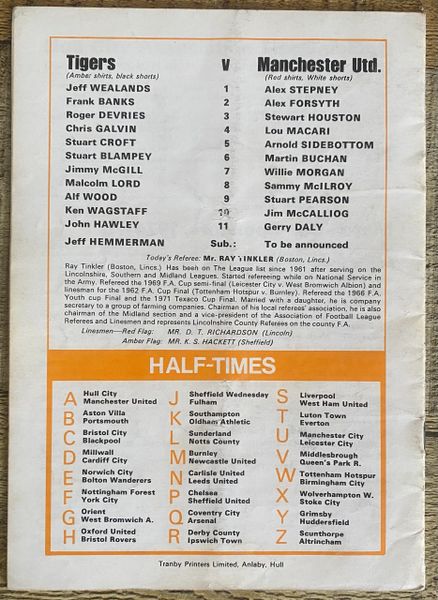 Tigers v Manchester Utd.
(Amber shirts, black shorts) (Red shirts, White shorts)
Jeff WEALANDS 1 Alex STEPNEY
Frank BANKS 2 Alex FORSYTH
Roger DEVRIES 3 Stewart HOUSTON
Chris GALVIN 4 Lou MACARI
Stuart CROFT 5 Arnold SIDEBOTTOM
Stuart BLAMPEY 6 Martin BUCHAN
Jimmy McGILL 7 Willie MORGAN
Malcolm LORD 8 Sammy McILROY
Alf WOOD 9 Stuart PEARSON
Ken WAGSTAFF 10 Jim McCALLIOG
John HAWLEY 11 Gerry DALY
Jeff HEMMERMAN Sub.: To be announced
Today's Referee: Mr. RAY TINKLER (Boston, Lincs.)
Ray Tinkler (Boston, Lincs.) Has been on The League list since 1961 after serving on the
Lincolnshire, Southern and Midland Leagues. Started refereeing while on National Service in
the Army. Refereed the 1969 F.A. Cup semi-final (Leicester City v. West Bromwich Albion) and
linesman for the 1962 F.A. Cup Final (Tottenham Hotspur v. Burnley). Refereed the 1966 F.A.
Youth cup Final and the 1971 Texaco Cup Final. Married with a daughter, he is company
secretary to a group of farming companies. Chairman of his local referees' association, he is also
chairman of the Midland section and a vice-president of the Association of Football League
Referees and Linesmen and represents Lincolnshire County Referees on the county F.A.
Linesmen—Red Flag: MR. D. T. RICHARDSON (Lincoln)
Amber Flag: MR. K. S. HACKETT (Sheffield)
HALF-TIMES
A Hull City
Manchester United
B Aston Villa
Portsmouth
C Bristol City
Blackpool
D Millwall
Cardiff City
E Norwich City
Bolton Wanderers
F Nottingham Forest
York City
G Orient
West Bromwich A.
H Oxford United
Bristol Rovers
J Sheffield Wednesday
Fulham
K Southampton
Oldham Athletic
L Sunderland
Notts County
M Burnley
Newcastle United
N Carlisle United
Leeds United
P Chelsea
Sheffield United
Q Coventry City
Arsenal
R Derby County
Ipswich Town
S Liverpool
West Ham United
T Luton Town
Everton
U Manchester City
Leicester City
V Middlesbrough
Queen's Park R.
W Tottenham Hotspur
Birmingham City
X Wolverhampton W.
Stoke City
Y Grimsby
Huddersfield
Z Scunthorpe
Altrincham
Tranby Printers Limited, Anlaby, Hull